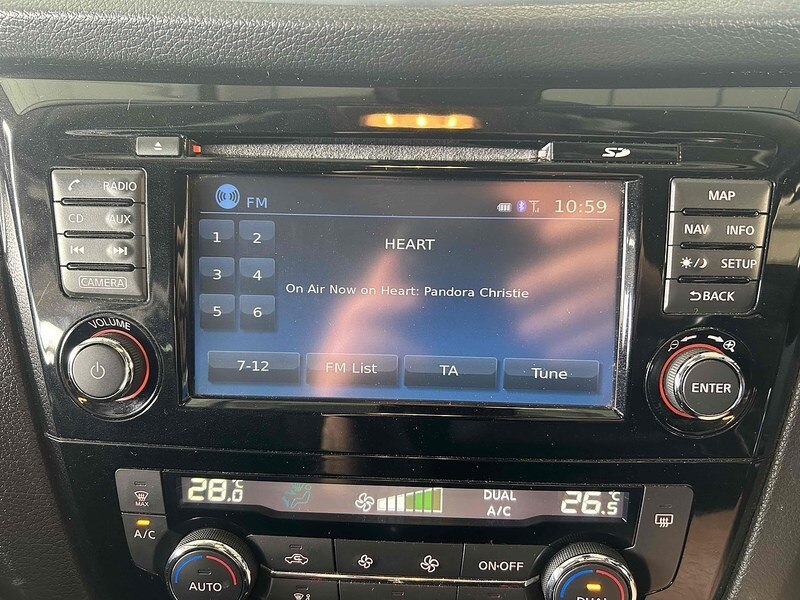 SD
RADIO
CD AUX
CAMERA
VOLUME
FM
10:59
1 2
3 4
5 6
HEART
On Air Now on Heart: Pandora Christie
7-12
FM List
TA
Tune
MAP
NAV INFO
SETUP
BACK
ENTER
28.0°C
DUAL
A/C
26.5°C
MAX
A/C
AUTO
ON·OFF
DUAL